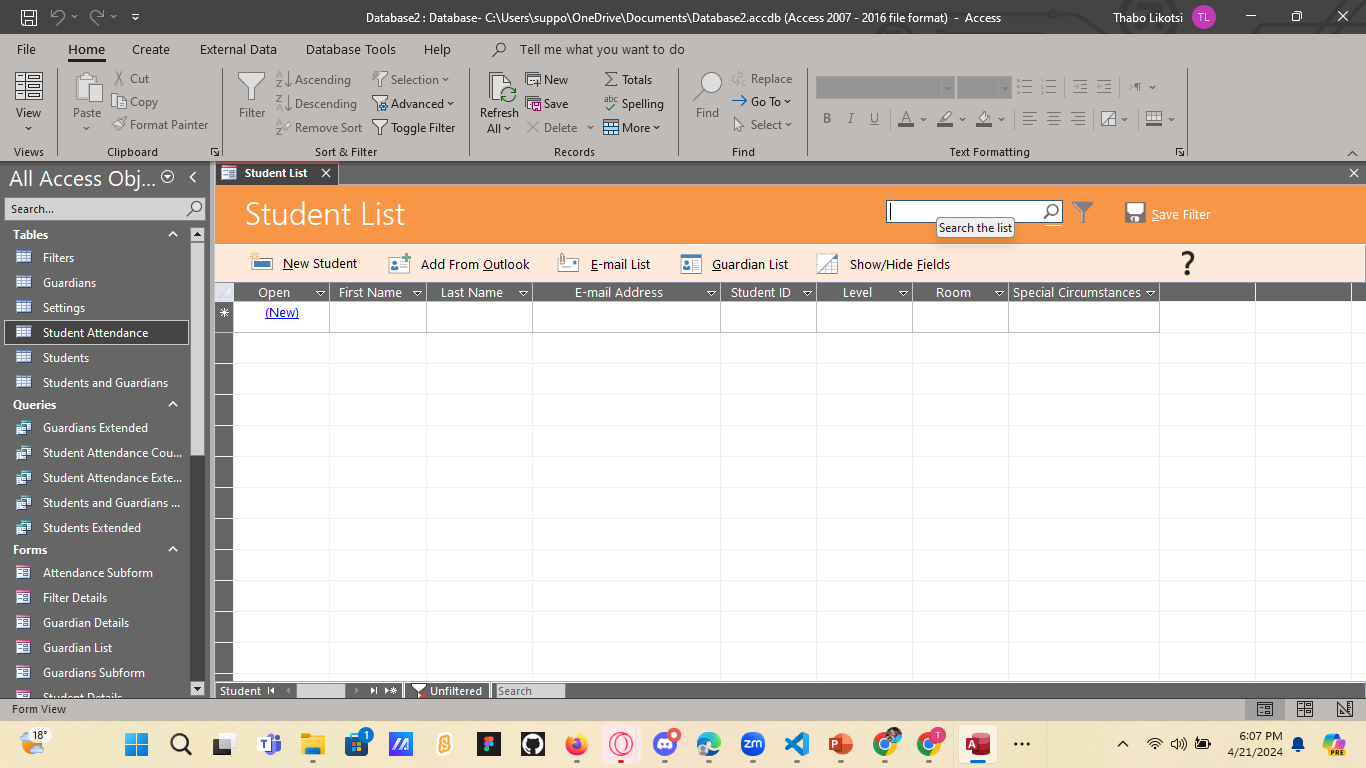 Database2 : Database- C:\Users\suppo\OneDrive\Documents\Database2.accdb (Access 2007 - 2016 file format) - Access
Thabo Likotsi TL
File Home Create External Data Database Tools Help Tell me what you want to do
View
Views
Paste
Cut
Copy
Format Painter
Clipboard
Filter
Ascending
Descending
Remove Sort
Selection
Advanced
Toggle Filter
Sort & Filter
Refresh
All
New
Save
Delete
Totals
Spelling
More
Records
Find
Replace
Go To
Select
Find
B I U
Text Formatting
All Access Obj...
Search...
Tables
Filters
Guardians
Settings
Student Attendance
Students
Students and Guardians
Queries
Guardians Extended
Student Attendance Cou...
Student Attendance Exte...
Students and Guardians ...
Students Extended
Forms
Attendance Subform
Filter Details
Guardian Details
Guardian List
Guardians Subform
Student Details
Student List
Student List
Search the list
Save Filter
New Student Add From Outlook E-mail List Guardian List Show/Hide Fields ?
Open First Name Last Name E-mail Address Student ID Level Room Special Circumstances
(New)
Student Unfiltered Search
Form View
18°
1
zm
T
PRE
6:07 PM
4/21/2024